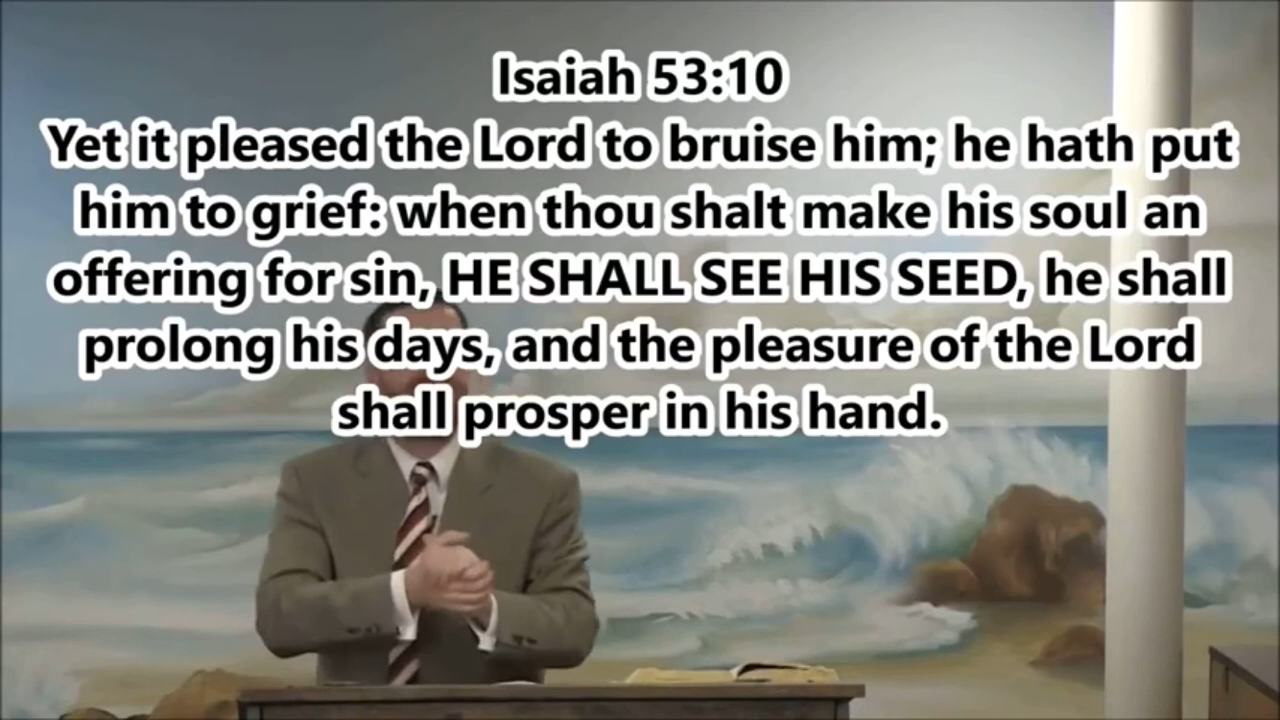 Isaiah 53:10
Yet it pleased the Lord to bruise him; he hath put
him to grief: when thou shalt make his soul an
offering for sin, HE SHALL SEE HIS SEED, he shall
prolong his days, and the pleasure of the Lord
shall prosper in his hand.